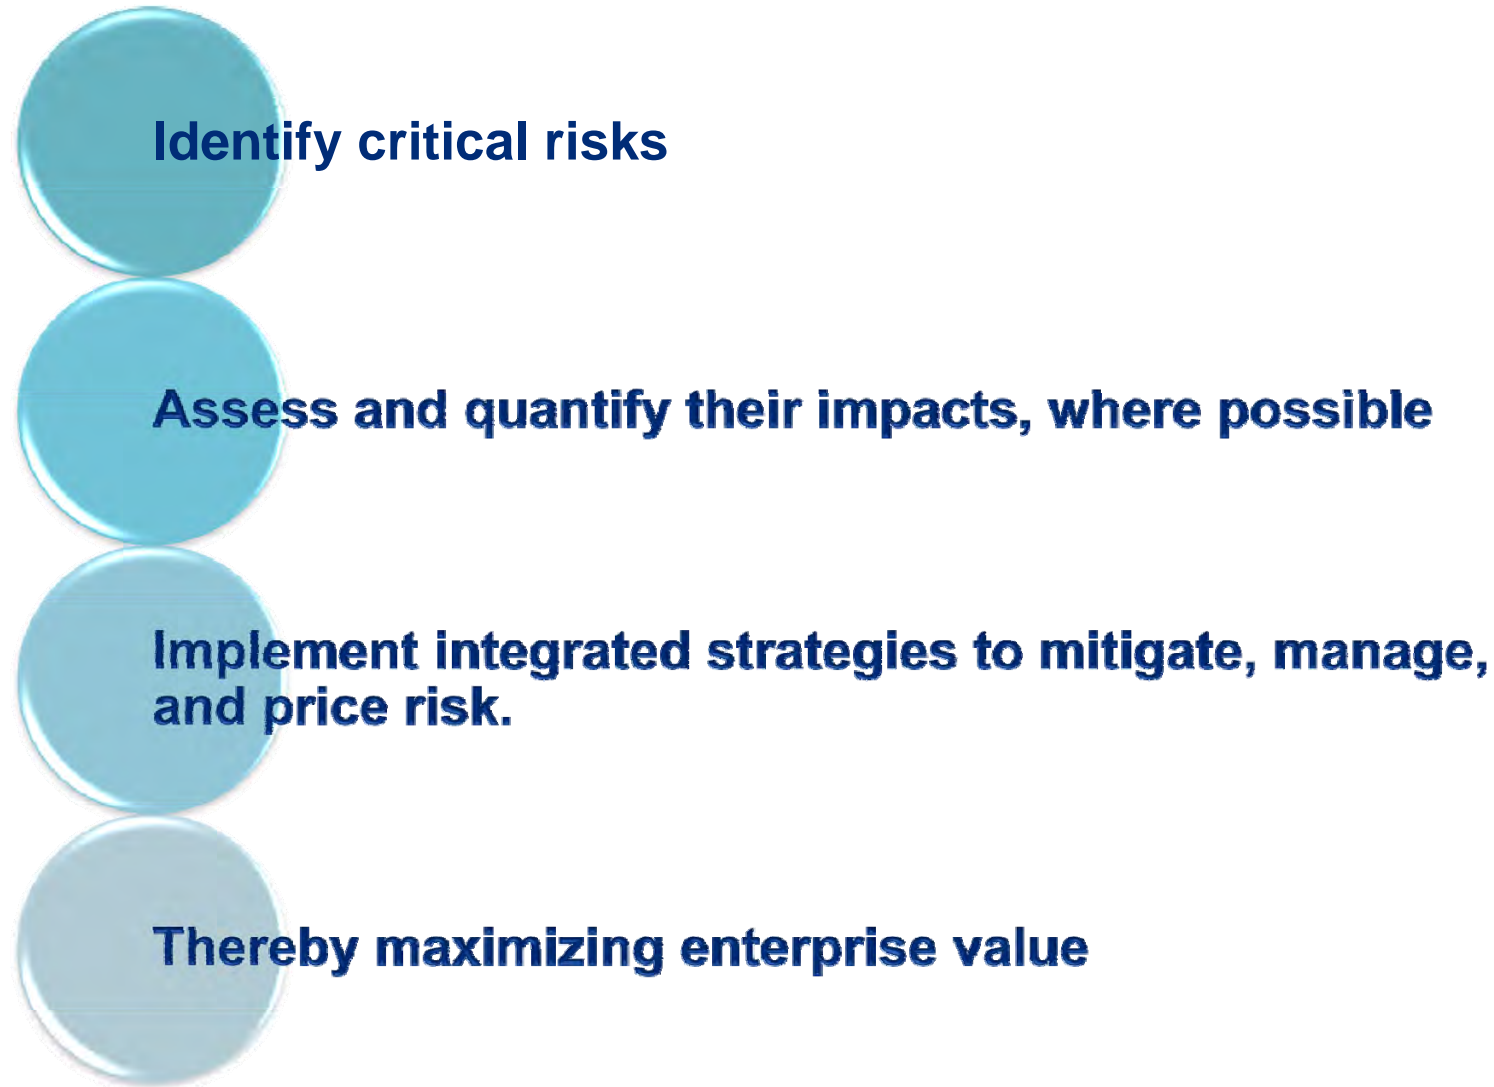 Identify critical risks
Assess and quantify their impacts, where possible
Implement integrated strategies to mitigate, manage,
and price risk.
Thereby maximizing enterprise value